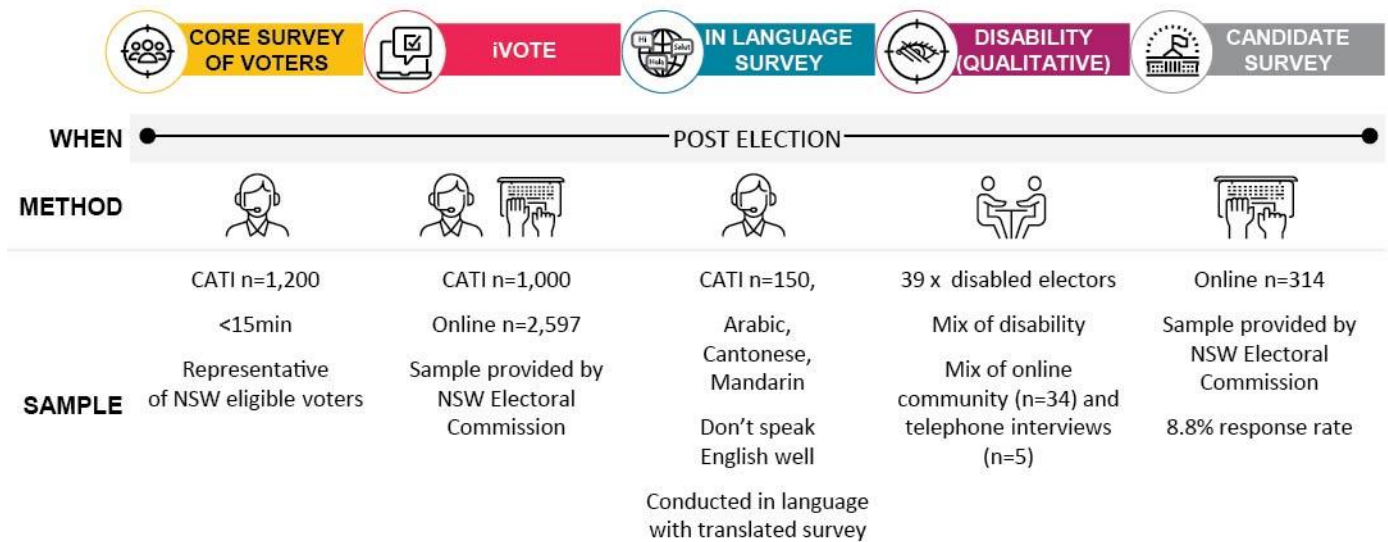 CORE SURVEY
OF VOTERS
iVOTE
Hi
Salut
Hola
IN LANGUAGE
SURVEY
DISABILITY
(QUALITATIVE)
CANDIDATE
SURVEY
WHEN
POST ELECTION
METHOD
SAMPLE
CATI n=1,200
<15min
Representative
of NSW eligible voters
CATI n=1,000
Online n=2,597
Sample provided by
NSW Electoral
Commission
CATI n=150,
Arabic,
Cantonese,
Mandarin
Don’t speak
English well
Conducted in language
with translated survey
39 x disabled electors
Mix of disability
Mix of online
community (n=34) and
telephone interviews
(n=5)
Online n=314
Sample provided by
NSW Electoral
Commission
8.8% response rate